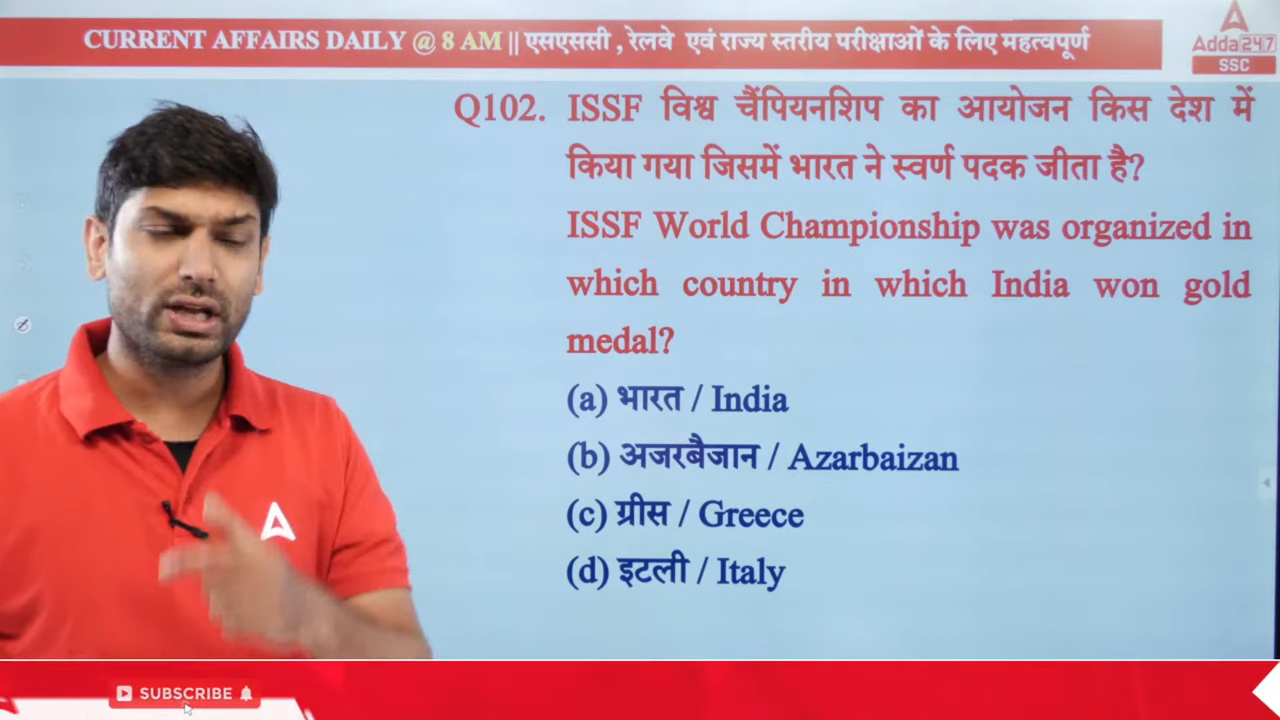 CURRENT AFFAIRS DAILY @ 8 AM || एसएससी , रेलवे एवं राज्य स्तरीय परीक्षाओं के लिए महत्वपूर्ण
Adda 247
SSC
Q102. ISSF विश्व चैंपियनशिप का आयोजन किस देश में
किया गया जिसमें भारत ने स्वर्ण पदक जीता है?
ISSF World Championship was organized in
which country in which India won gold
medal?
(a) भारत / India
(b) अजरबैजान / Azarbaizan
(c) ग्रीस / Greece
(d) इटली / Italy
SUBSCRIBE